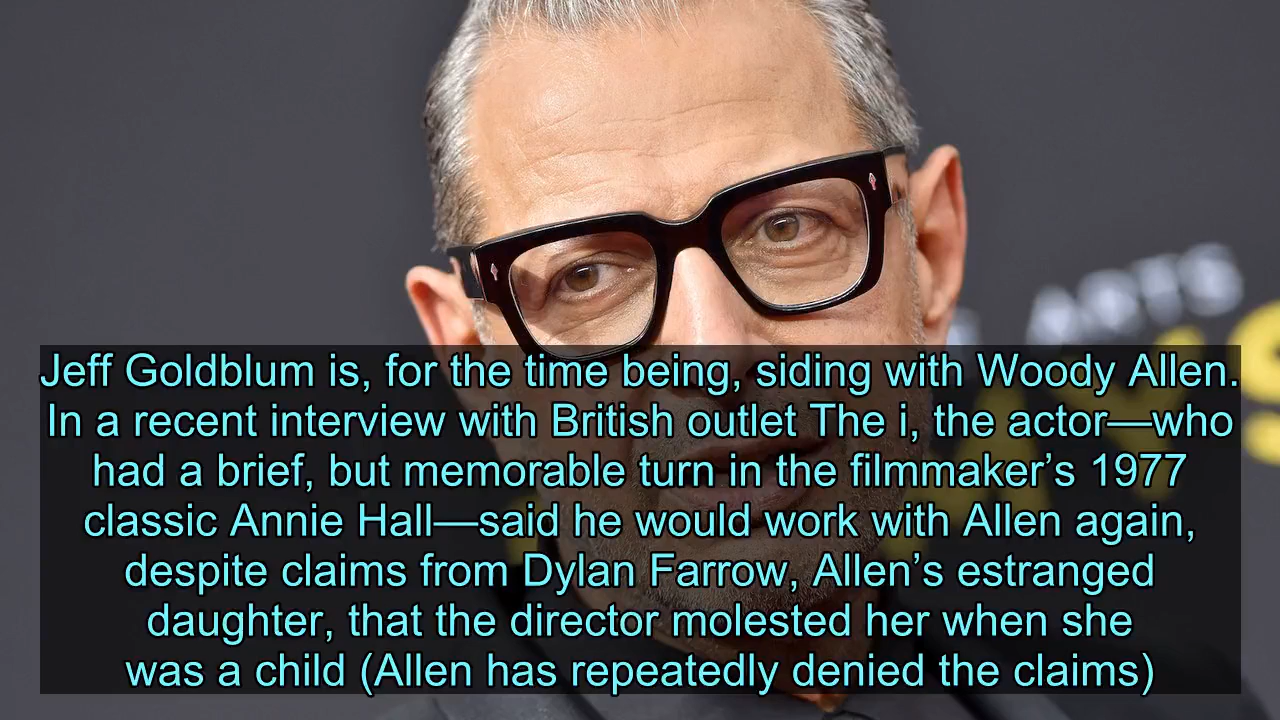 ARTS
Jeff Goldblum is, for the time being, siding with Woody Allen.
In a recent interview with British outlet The i, the actor—who
had a brief, but memorable turn in the filmmaker’s 1977
classic Annie Hall—said he would work with Allen again,
despite claims from Dylan Farrow, Allen’s estranged
daughter, that the director molested her when she
was a child (Allen has repeatedly denied the claims)